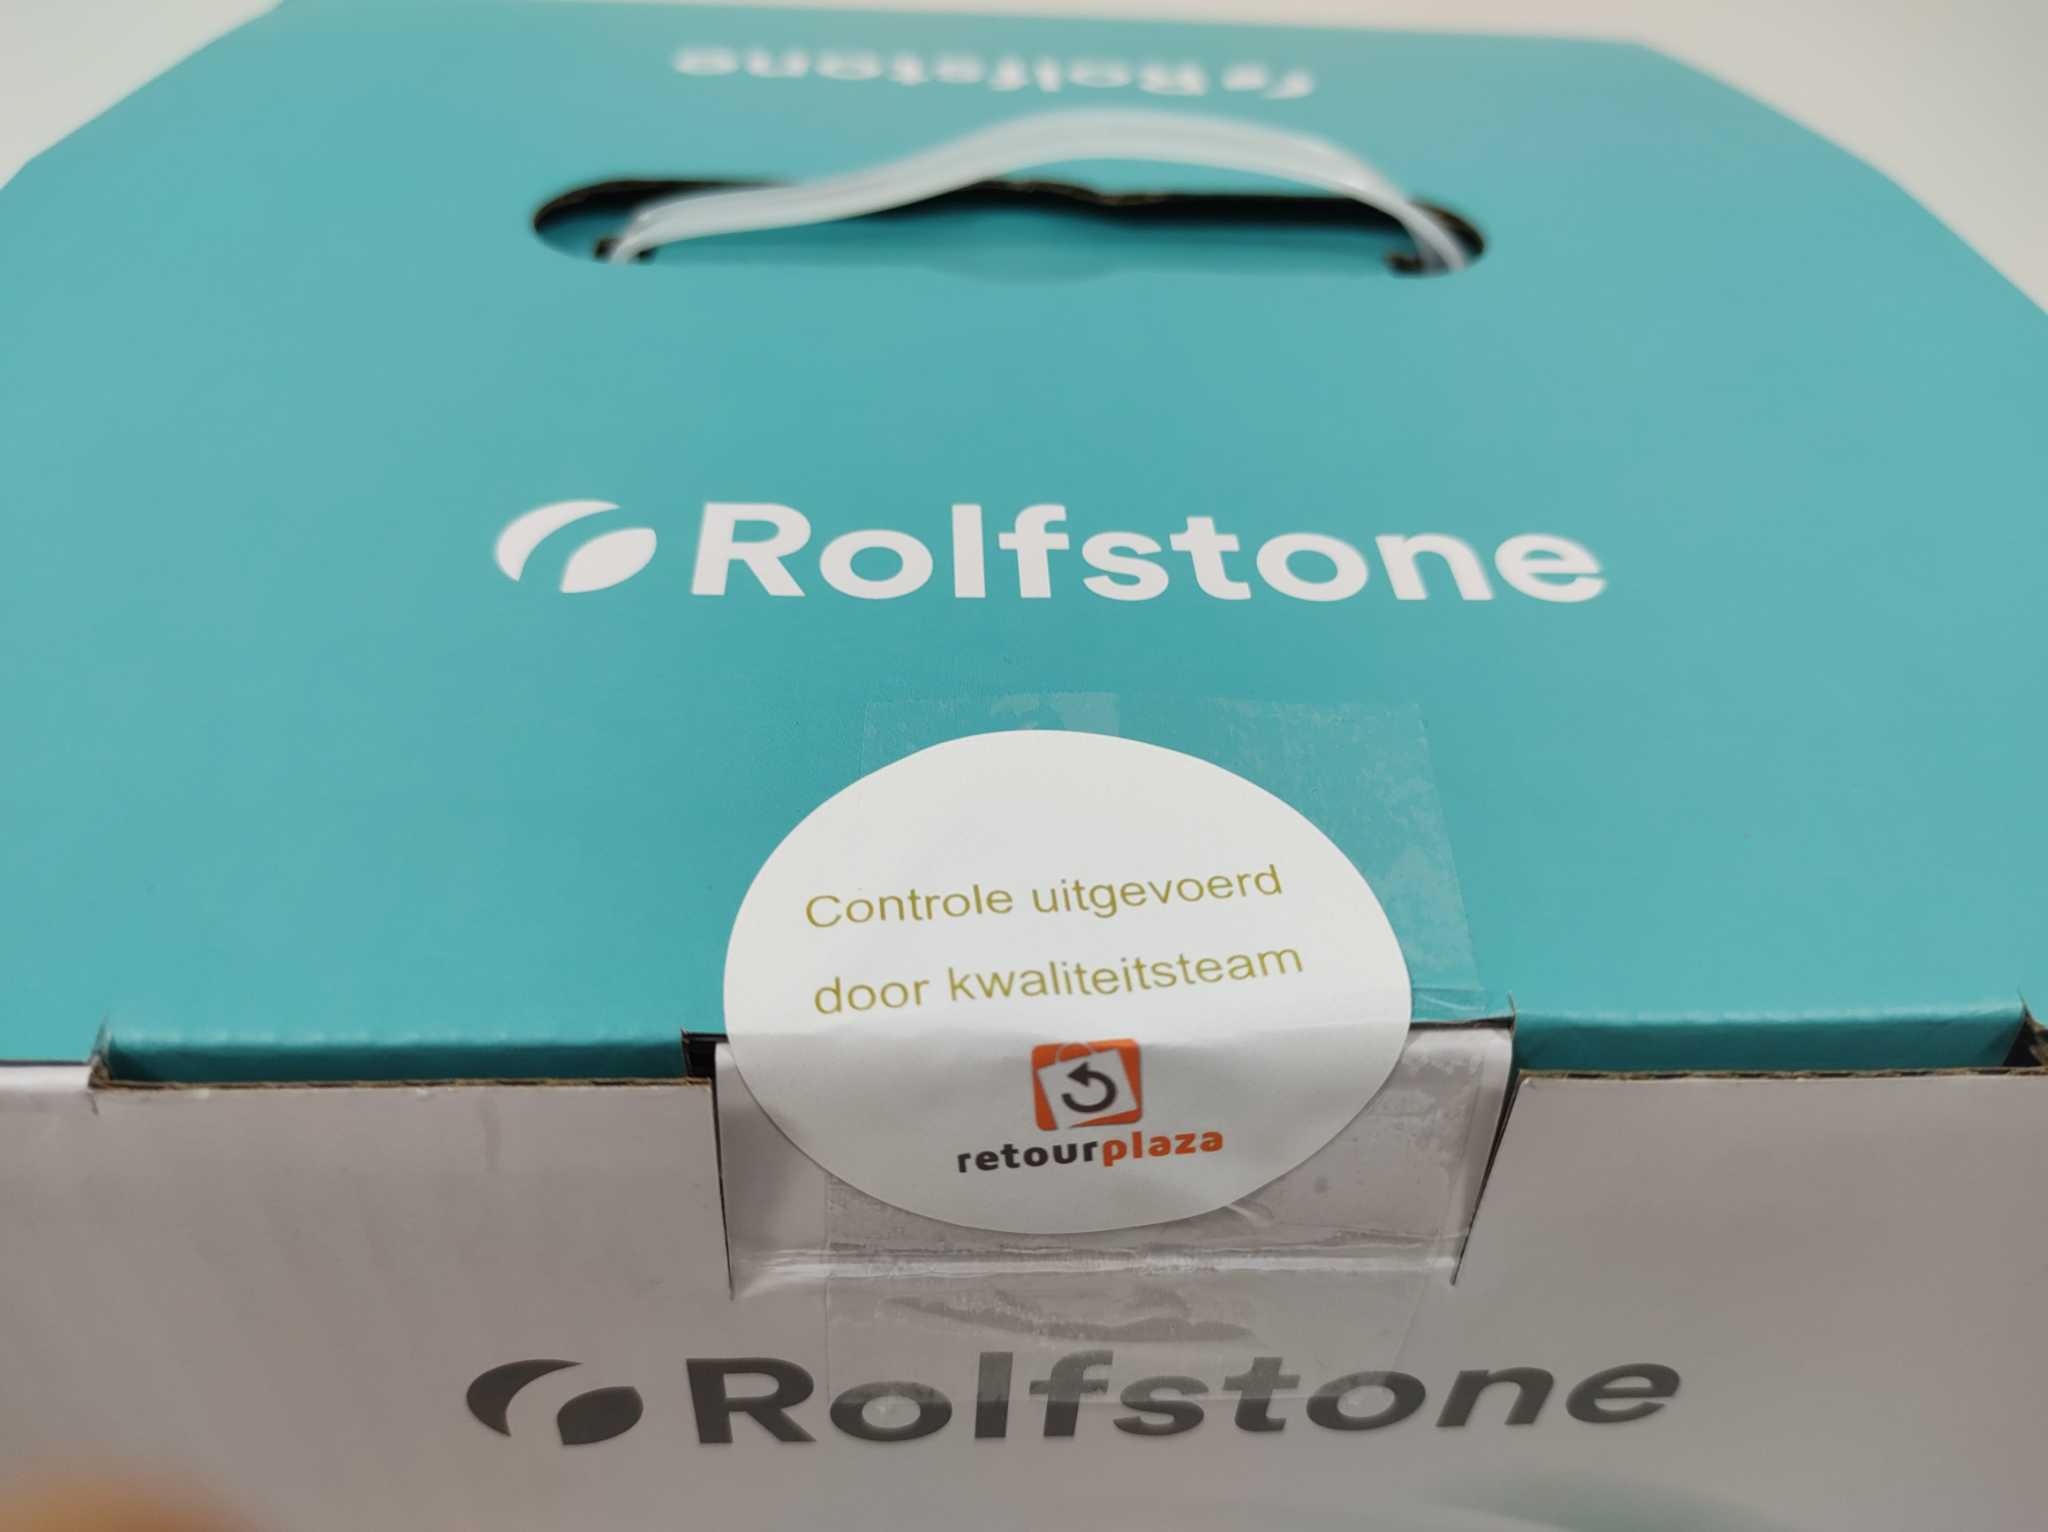 Rolfstone
Rolfstone
Controle uitgevoerd
door kwaliteitsteam
retourplaza
Rolfstone